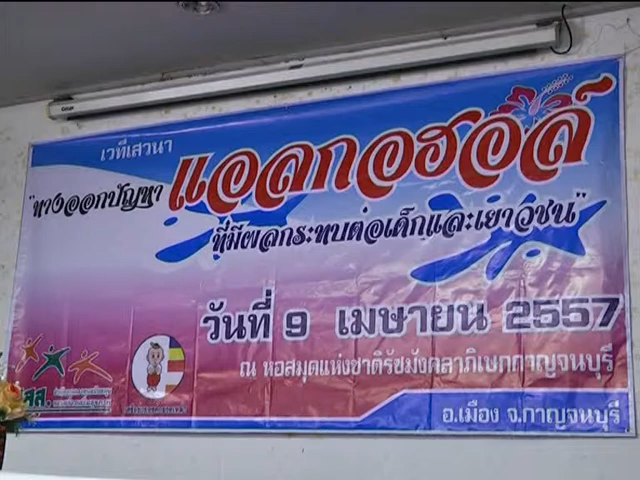 เวทีเสวนา
"ทางออกปัญหา แอลกอฮอล์
ที่มีผลกระทบต่อเด็กและเยาวชน"
วันที่ 9 เมษายน 2557
ณ หอสมุดแห่งชาติรัชมังคลาภิเษกกาญจนบุรี
อ.เมือง จ.กาญจนบุรี